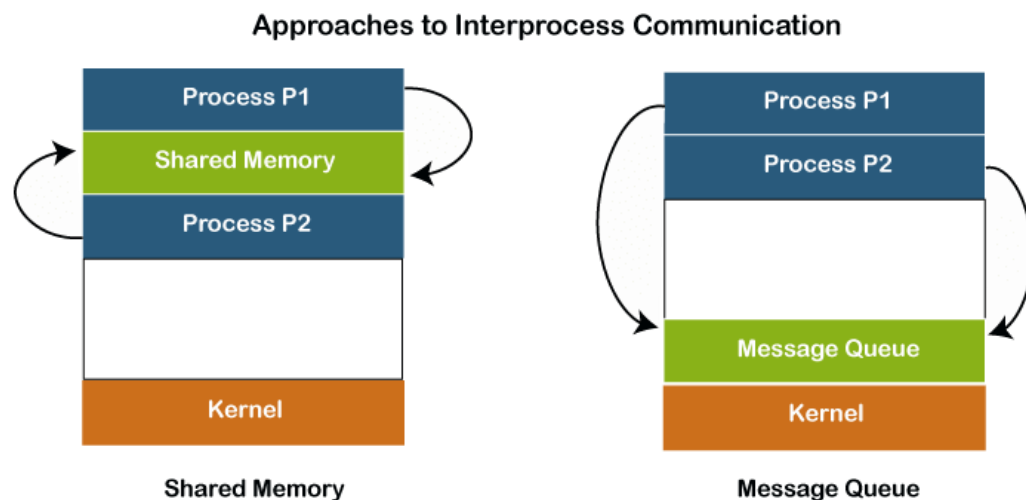 Approaches to Interprocess Communication
Process P1
Shared Memory
Process P2
Kernel
Shared Memory
Process P1
Process P2
Message Queue
Kernel
Message Queue